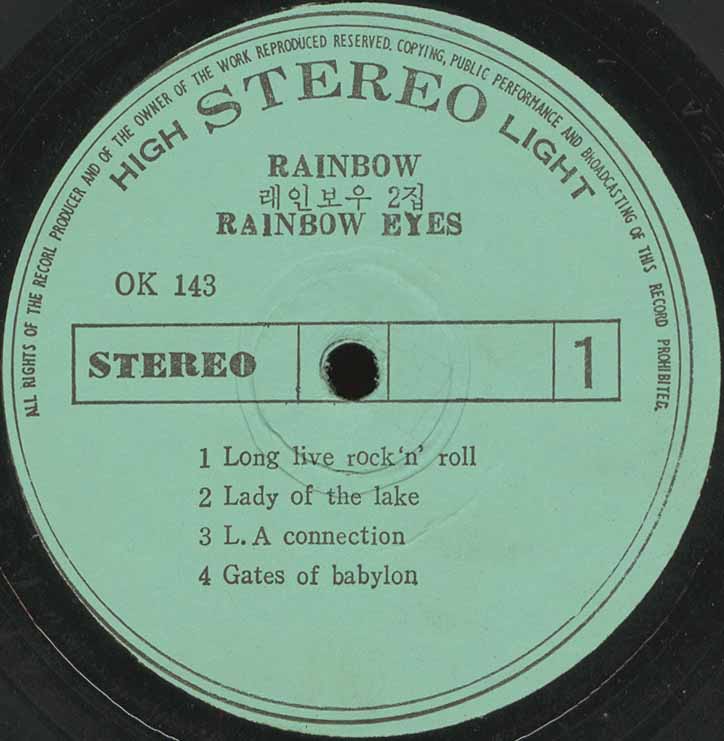 ALL RIGHTS OF THE RECORL PRODUCER AND OF THE OWNER OF THE WORK REPRODUCED RESERVED. COPYING, PUBLIC PERFORMANCE AND BROADCASTING OF THIS RECORD PROHIBITED.
HIGH STEREO LIGHT
RAINBOW
레인보우 2집
RAINBOW EYES
OK 143
STEREO 1
1 Long live rock‘n’ roll
2 Lady of the lake
3 L.A connection
4 Gates of babylon